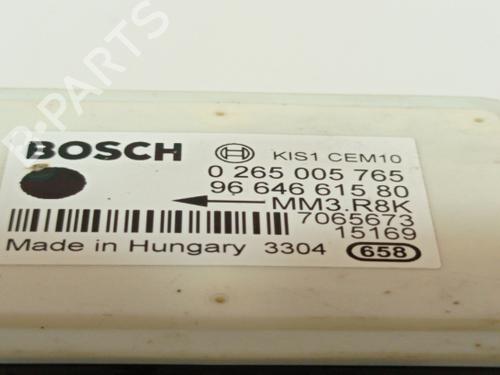 B-PARTS
BOSCH KIS1 CEM10
0 265 005 765
96 646 615 80
MM3.R8K
7065673
15169
Made in Hungary 3304 658